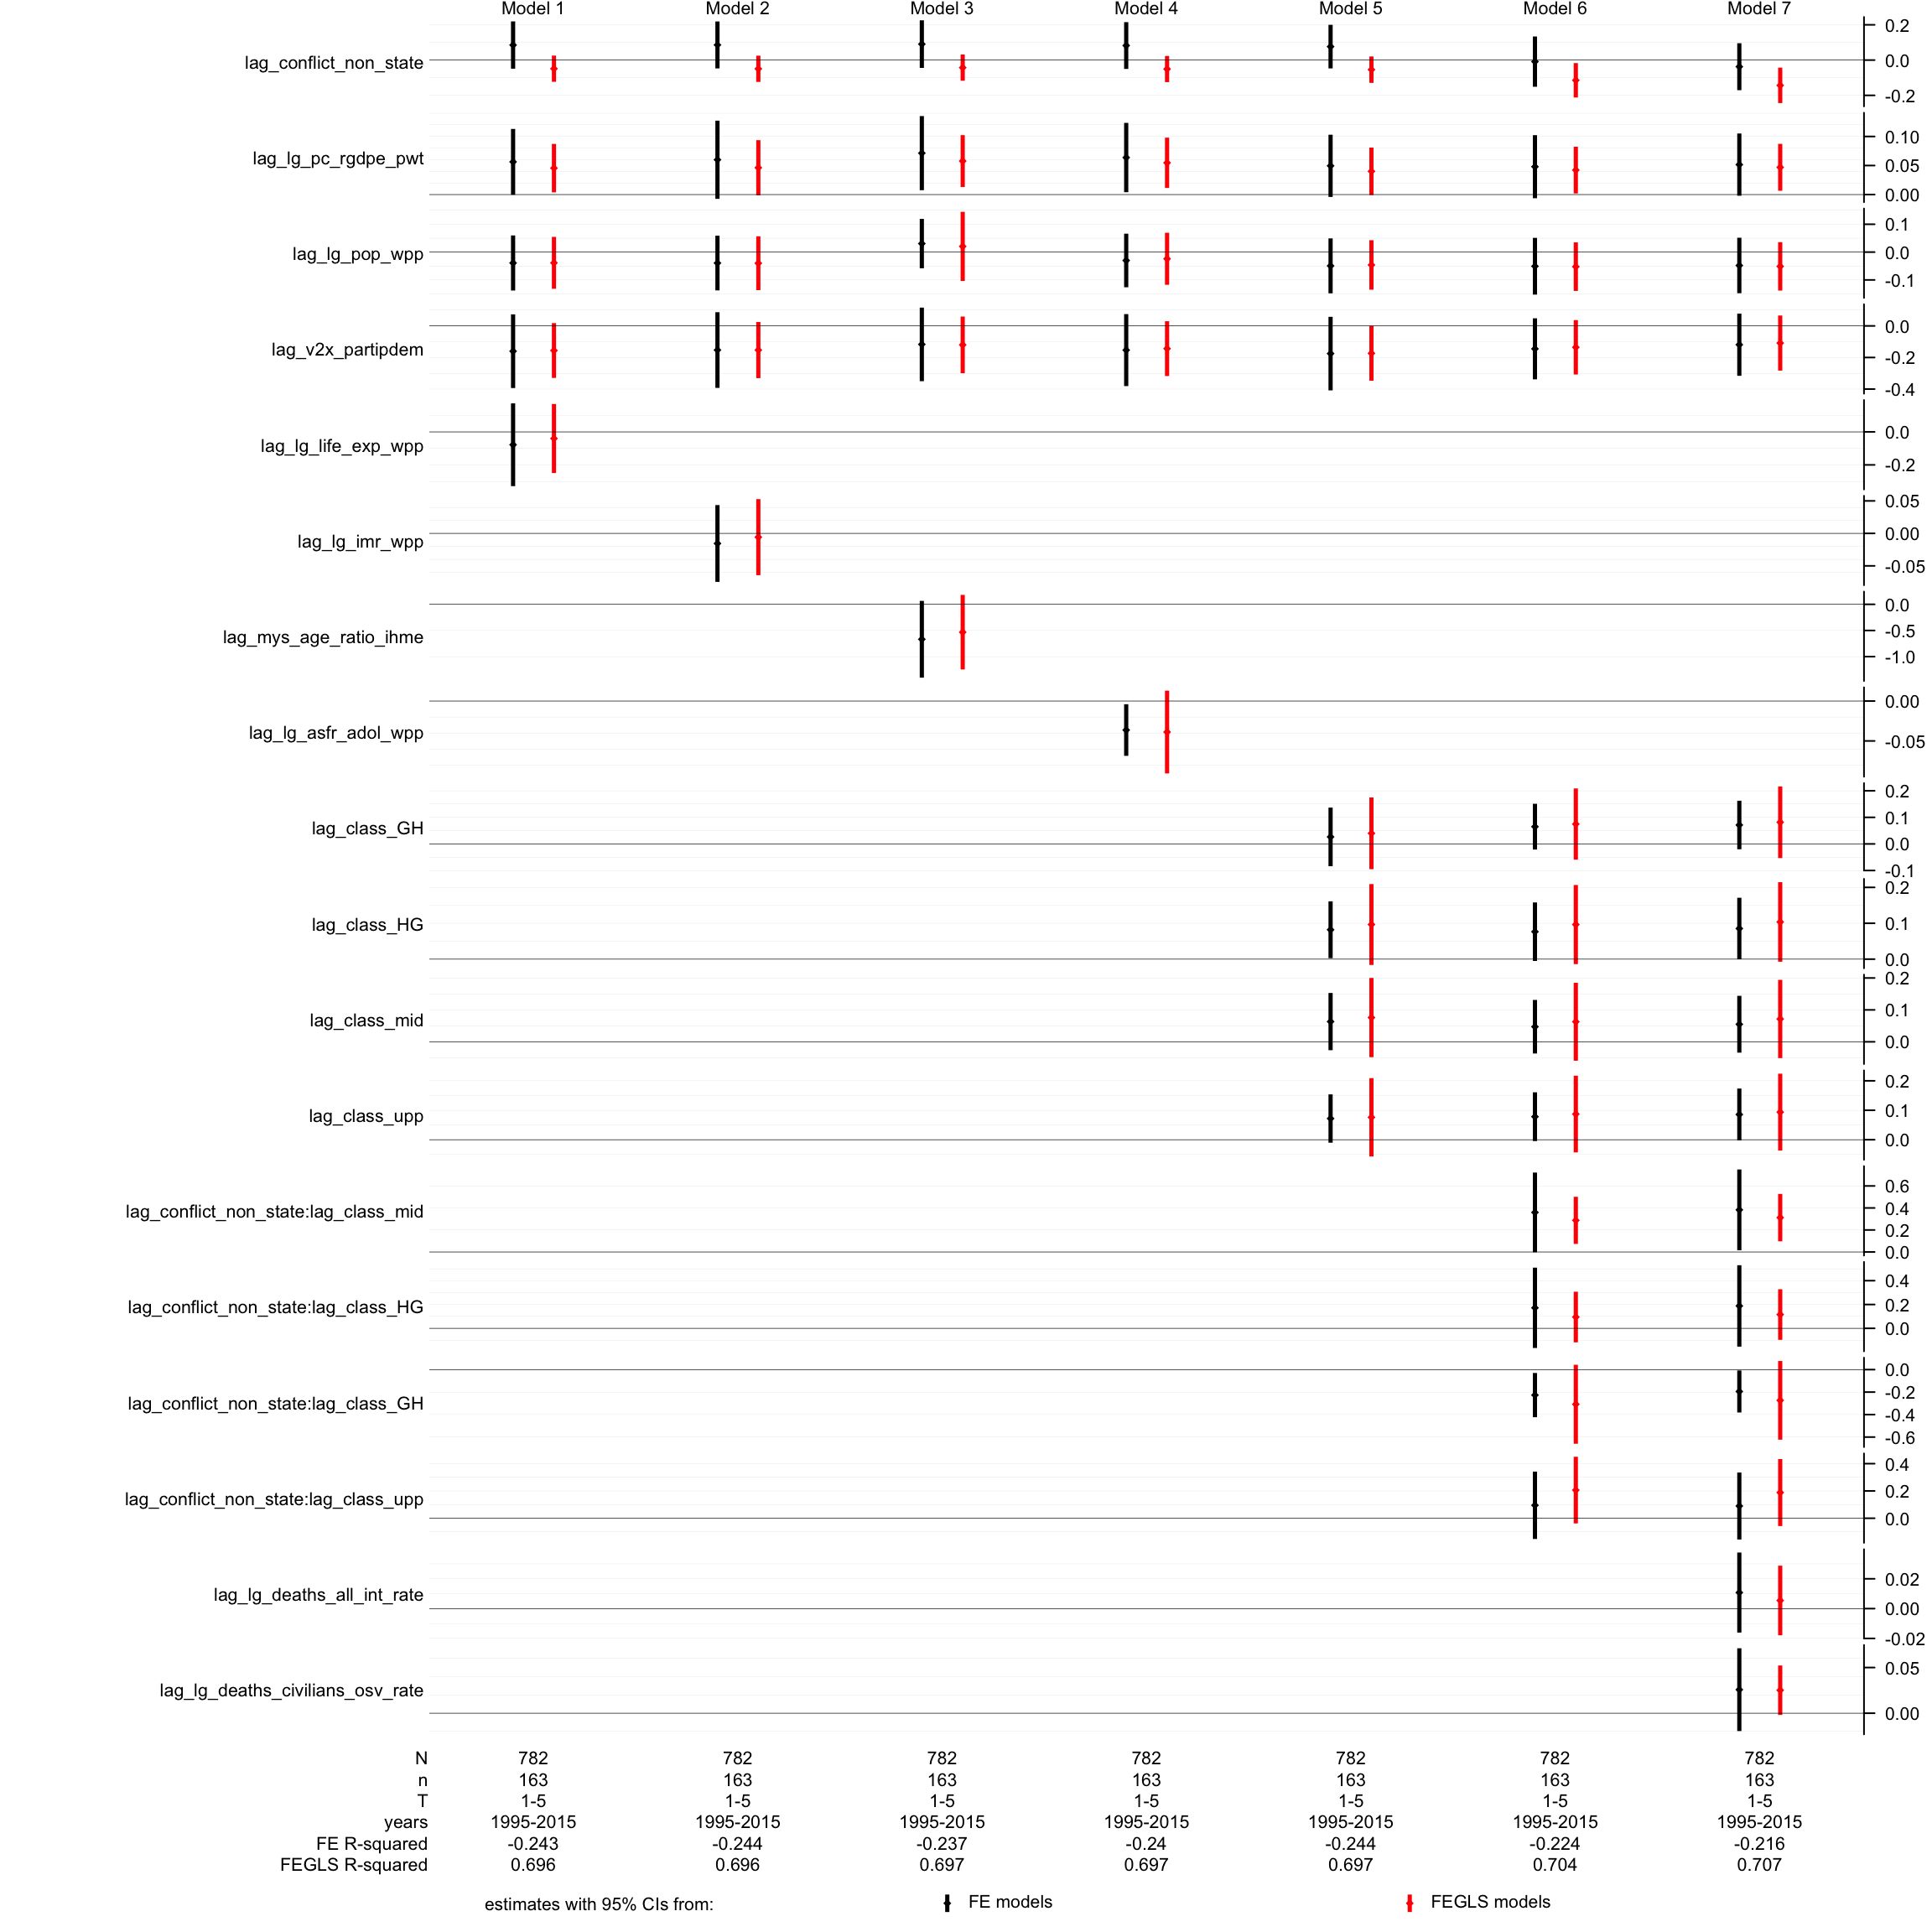 Model 1 Model 2 Model 3 Model 4 Model 5 Model 6 Model 7
lag_conflict_non_state 0.2 0.0 -0.2
lag_lg_pc_rgdpe_pwt 0.10 0.05 0.00
lag_lg_pop_wpp 0.1 0.0 -0.1
lag_v2x_partipdem 0.0 -0.2 -0.4
lag_lg_life_exp_wpp 0.0 -0.2
lag_lg_imr_wpp 0.05 0.00 -0.05
lag_mys_age_ratio_ihme 0.0 -0.5 -1.0
lag_lg_asfr_adol_wpp 0.00 -0.05
lag_class_GH 0.2 0.1 0.0 -0.1
lag_class_HG 0.2 0.1 0.0
lag_class_mid 0.2 0.1 0.0
lag_class_upp 0.2 0.1 0.0
lag_conflict_non_state:lag_class_mid 0.6 0.4 0.2 0.0
lag_conflict_non_state:lag_class_HG 0.4 0.2 0.0
lag_conflict_non_state:lag_class_GH 0.0 -0.2 -0.4 -0.6
lag_conflict_non_state:lag_class_upp 0.4 0.2 0.0
lag_lg_deaths_all_int_rate 0.02 0.00 -0.02
lag_lg_deaths_civilians_osv_rate 0.05 0.00
N 782 782 782 782 782 782 782
n 163 163 163 163 163 163 163
T 1-5 1-5 1-5 1-5 1-5 1-5 1-5
years 1995-2015 1995-2015 1995-2015 1995-2015 1995-2015 1995-2015 1995-2015
FE R-squared -0.243 -0.244 -0.237 -0.24 -0.244 -0.224 -0.216
FEGLS R-squared 0.696 0.696 0.697 0.697 0.697 0.704 0.707
estimates with 95% CIs from: FE models FEGLS models